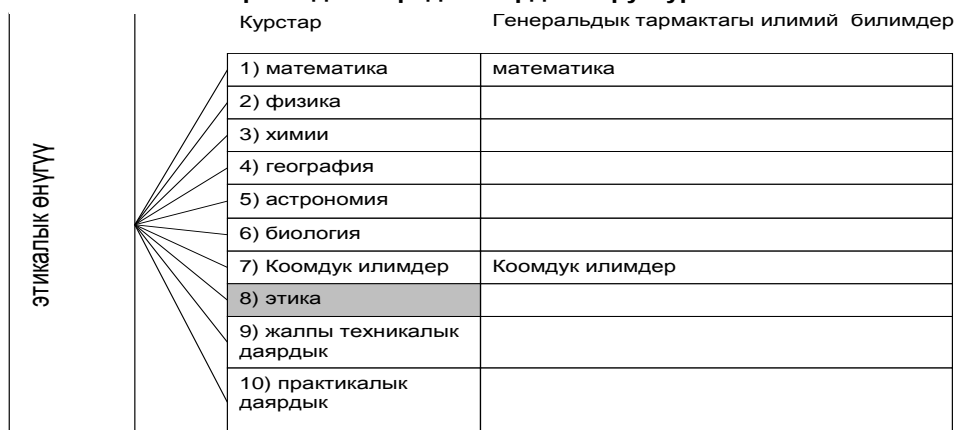 Курстар Генералдык тармактагы илимий билимдер
1) математика математика
2) физика
3) химии
4) география
5) астрономия
6) биология
7) Коомдук илимдер Коомдук илимдер
8) этика
9) жалпы техникалык
даярдык
10) практикалык
даярдык
этикалык өнүгүү